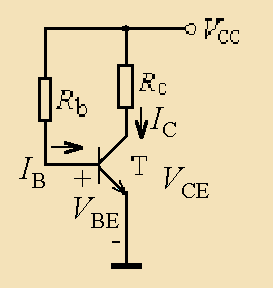 V_CC
R_b
R_c
I_C
I_B
+
T
V_CE
V_BE
-